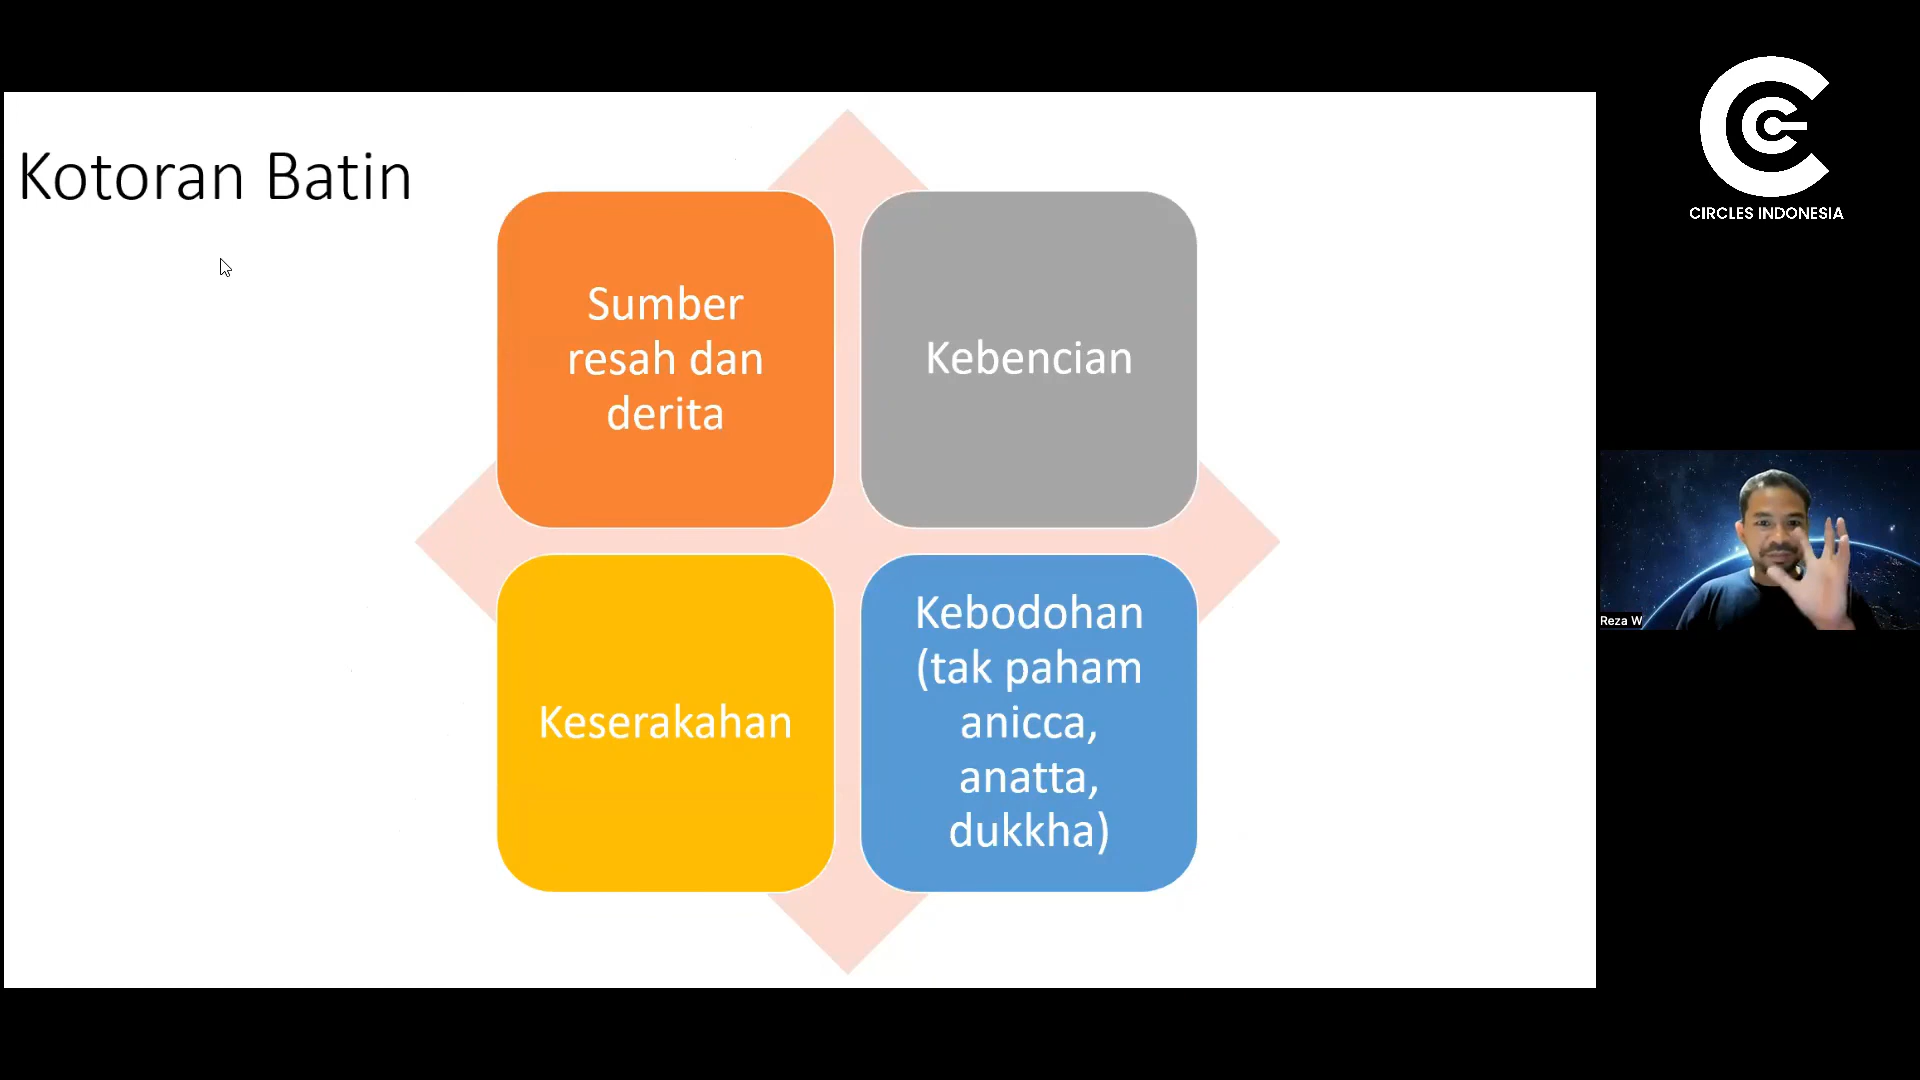 Kotoran Batin
Sumber
resah dan
derita
Kebencian
Keserakahan
Kebodohan
(tak paham
anicca,
anatta,
dukkha)
CIRCLES INDONESIA
Reza W